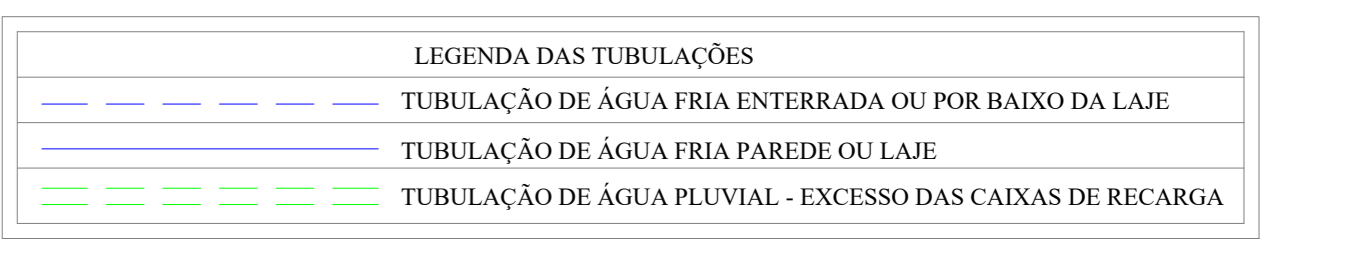 LEGENDA DAS TUBULAÇÕES
TUBULAÇÃO DE ÁGUA FRIA ENTERRADA OU POR BAIXO DA LAJE
TUBULAÇÃO DE ÁGUA FRIA PAREDE OU LAJE
TUBULAÇÃO DE ÁGUA PLUVIAL - EXCESSO DAS CAIXAS DE RECARGA